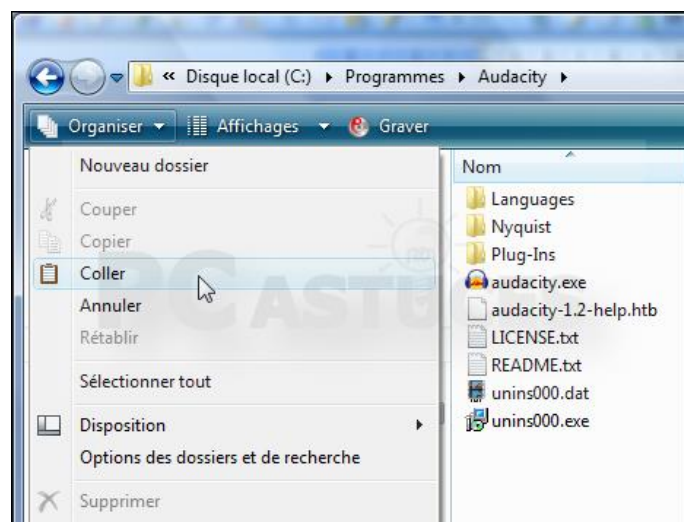 « Disque local (C:) Programmes Audacity
Organiser Affichages Graver
Nouveau dossier
Couper
Copier
Coller
Annuler
Rétablir
Sélectionner tout
Disposition
Options des dossiers et de recherche
Supprimer
Nom
Languages
Nyquist
Plug-Ins
audacity.exe
audacity-1.2-help.htb
LICENSE.txt
README.txt
unins000.dat
unins000.exe
PC ASTUCES